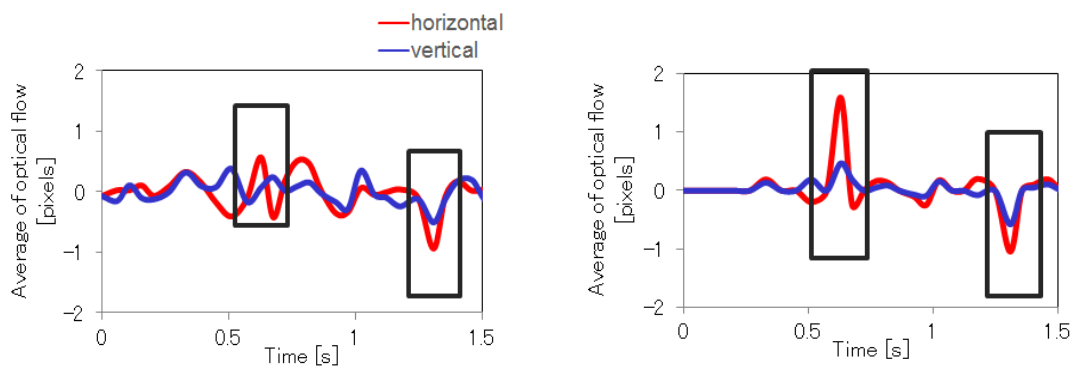 horizontal
vertical
Average of optical flow
[pixels]
2
1
0
−1
−2
0
0.5
1
1.5
Time [s]
Average of optical flow
[pixels]
2
1
0
−1
−2
0
0.5
1
1.5
Time [s]